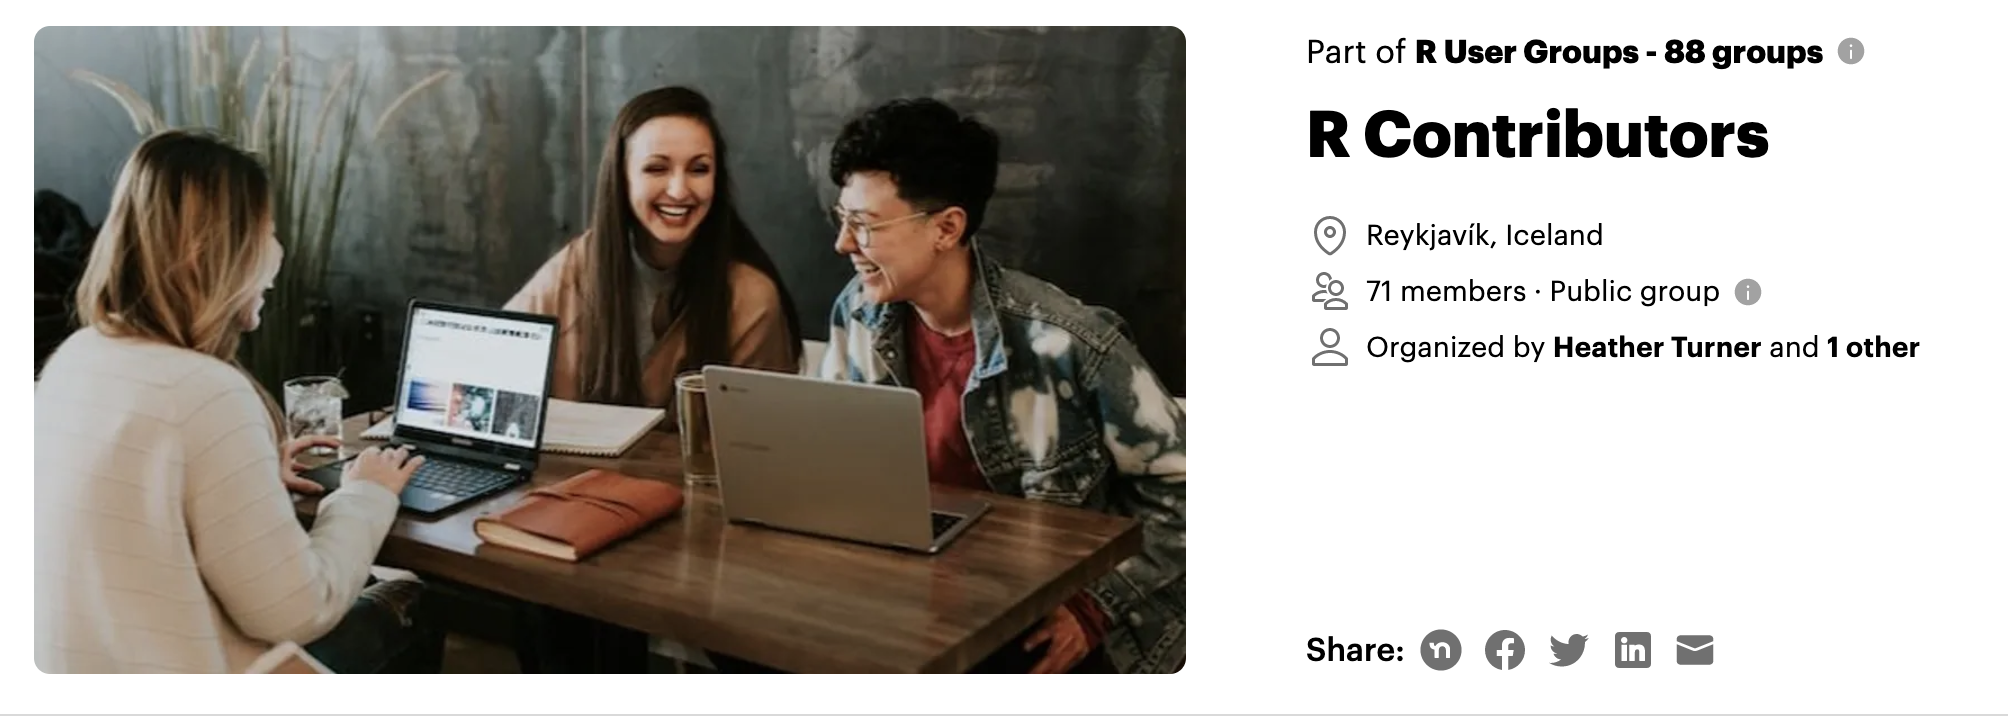 Part of R User Groups - 88 groups
R Contributors
Reykjavík, Iceland
71 members · Public group
Organized by Heather Turner and 1 other
Share: